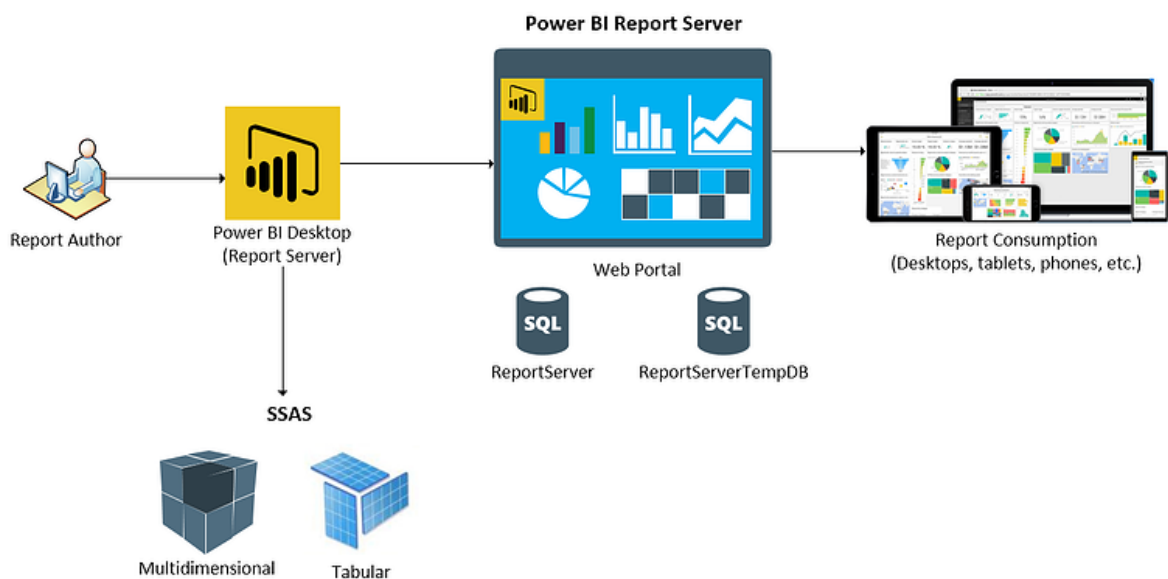 Power BI Report Server
Report Author
Power BI Desktop
(Report Server)
Web Portal
Report Consumption
(Desktops, tablets, phones, etc.)
SQL
SQL
ReportServer
ReportServerTempDB
SSAS
Multidimensional
Tabular